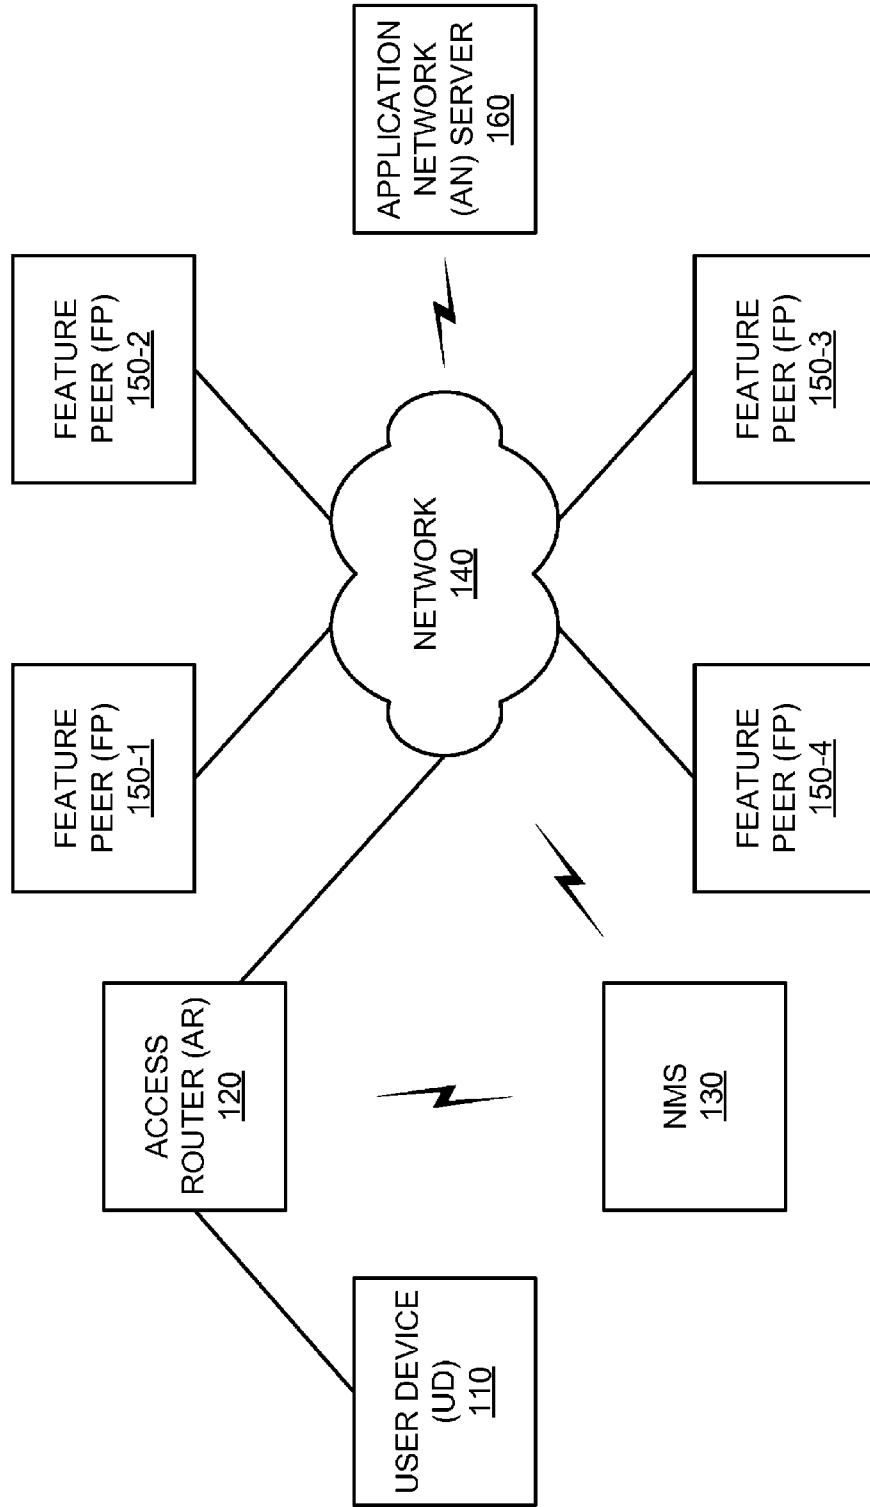 FEATURE
PEER (FP)
150-1
FEATURE
PEER (FP)
150-2
ACCESS
ROUTER (AR)
120
USER DEVICE
(UD)
110
NETWORK
140
APPLICATION
NETWORK
(AN) SERVER
160
NMS
130
FEATURE
PEER (FP)
150-4
FEATURE
PEER (FP)
150-3